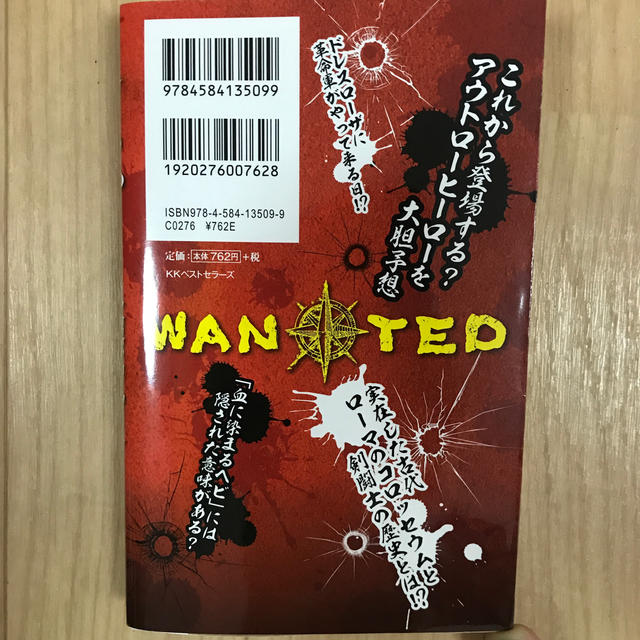 9784584135099
1920276007628
ISBN978-4-584-13509-9
C0276 ¥762E
定価：本体762円＋税
KKベストセラーズ
ドレスローザに
革命軍がやって来る日!?
これから登場する？
アウトローヒーローを
大胆予想
WANTED
「血に染まるヘビ」には
隠された意味がある？
実在した古代
ローマのコロッセウムと
剣闘士の歴史とは!?